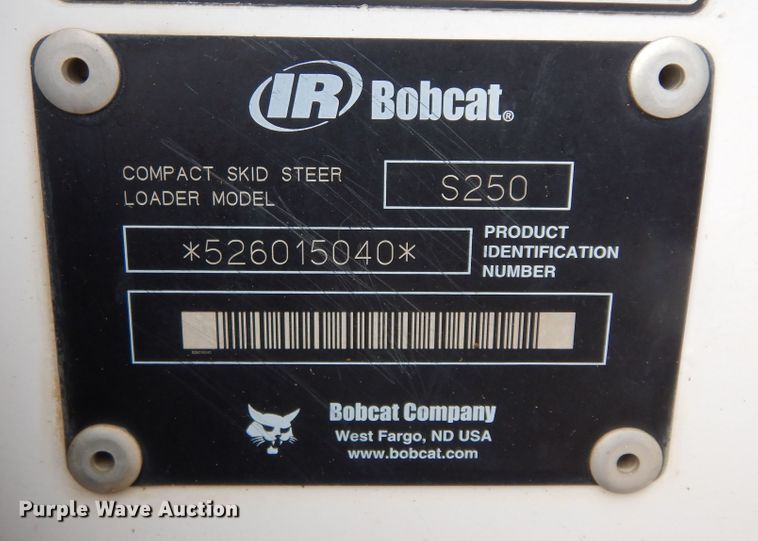 IR Bobcat®
COMPACT SKID STEER
LOADER MODEL
S250
*526015040*
PRODUCT
IDENTIFICATION
NUMBER
Bobcat Company
West Fargo, ND USA
www.bobcat.com
Purple Wave Auction